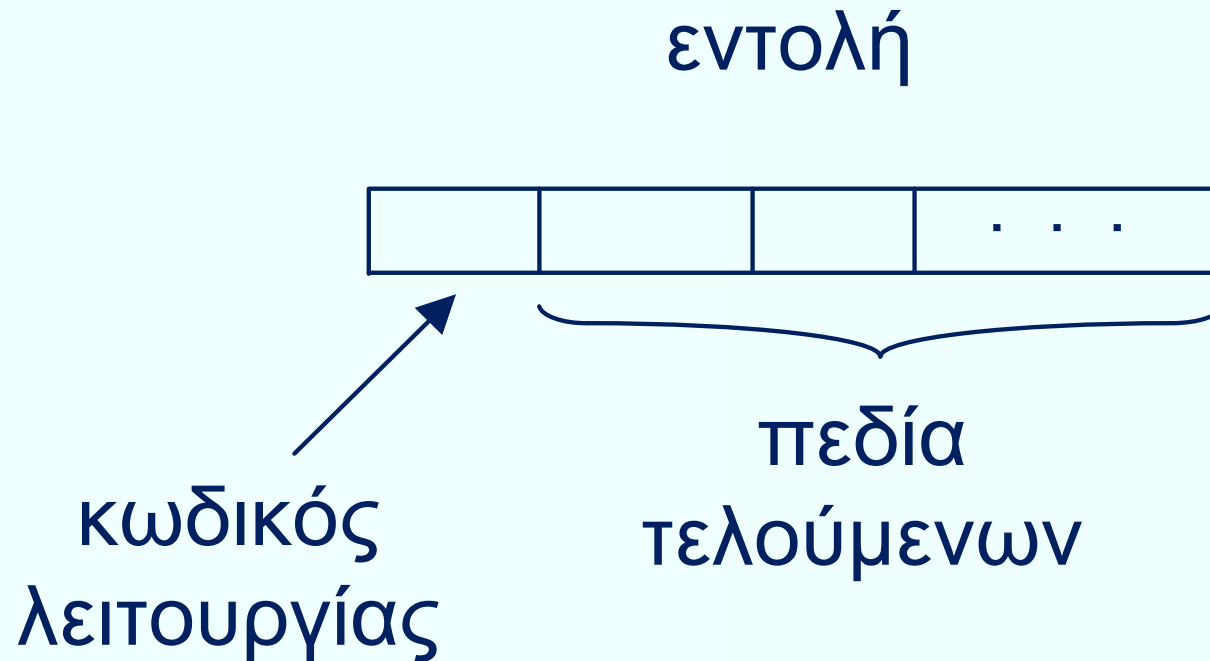 εντολή
. . .
πεδία
τελούμενων
κωδικός
λειτουργίας